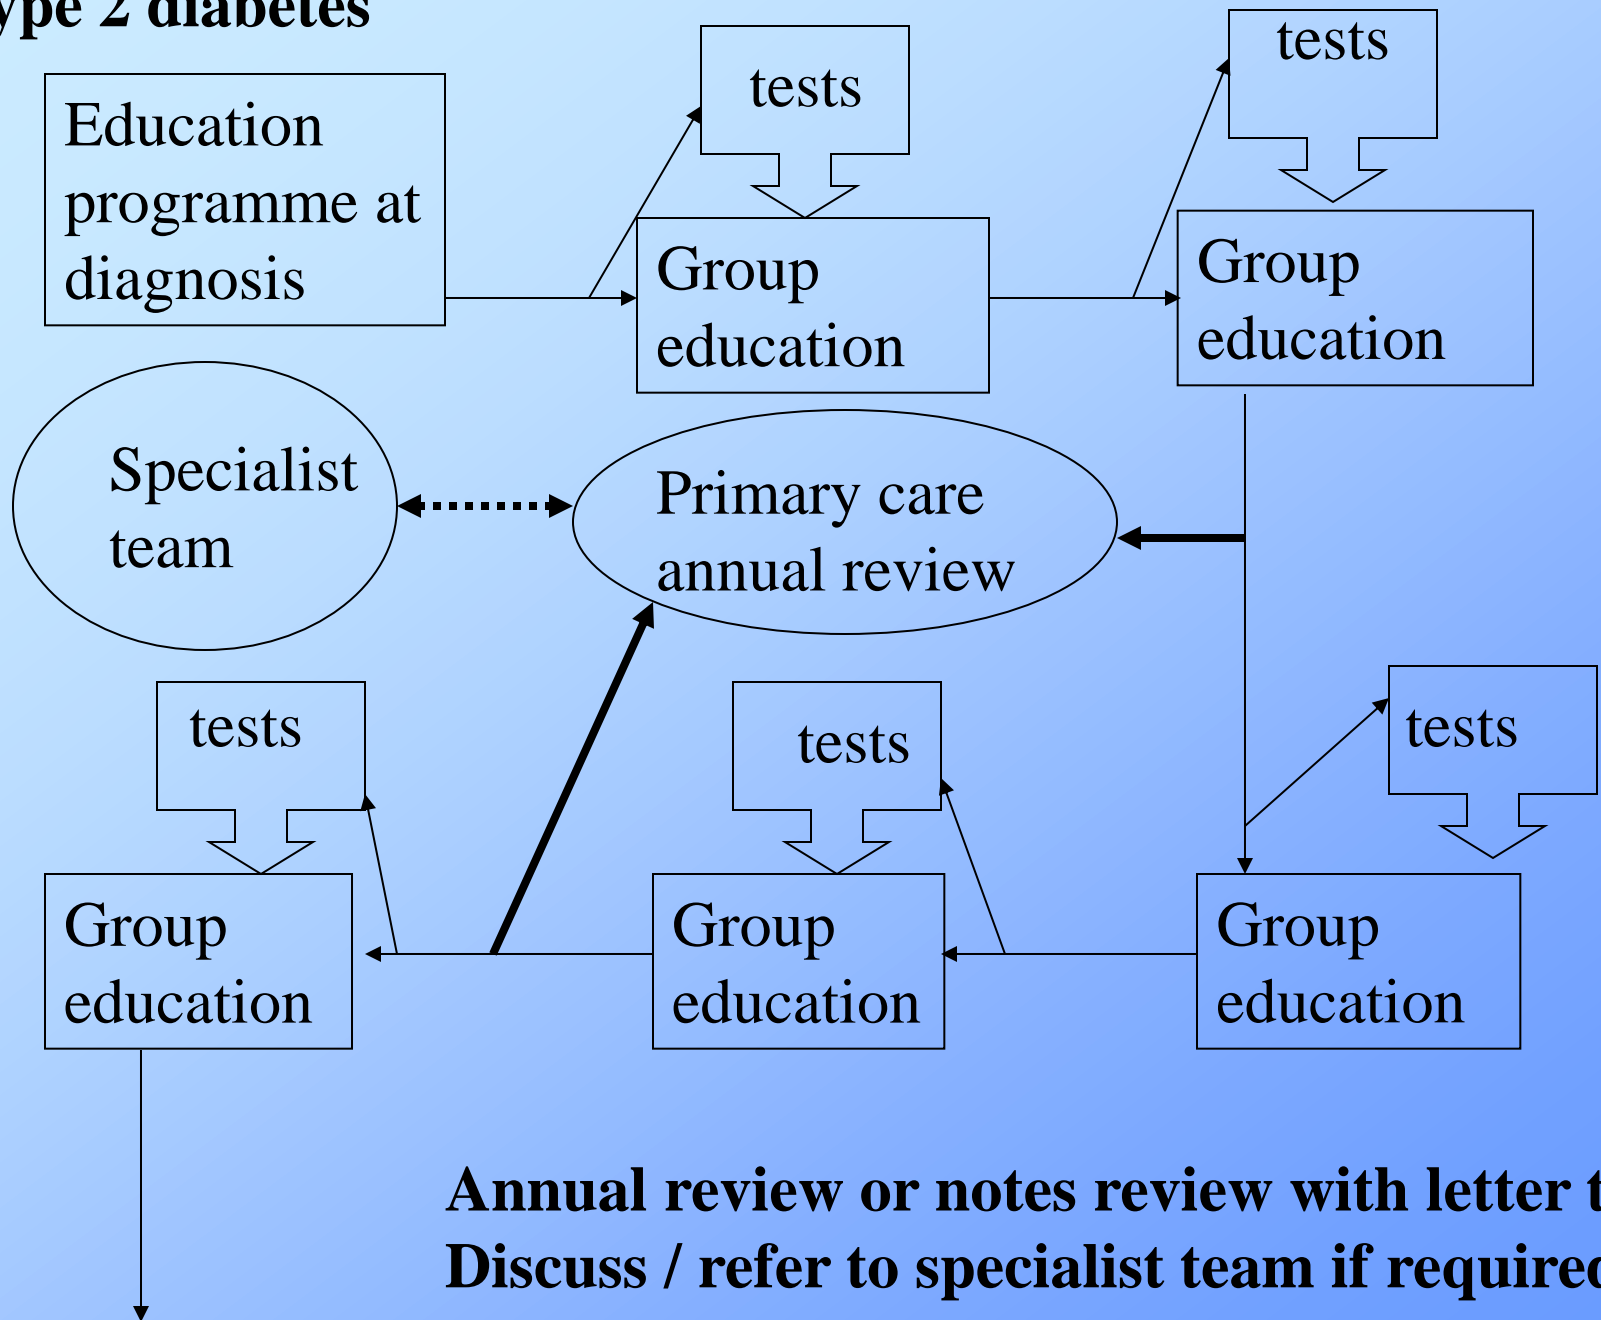 ype 2 diabetes
tests
tests
Education
programme at
diagnosis
Group
education
Group
education
Specialist
team
Primary care
annual review
tests
tests
tests
Group
education
Group
education
Group
education
Annual review or notes review with letter
Discuss / refer to specialist team if required